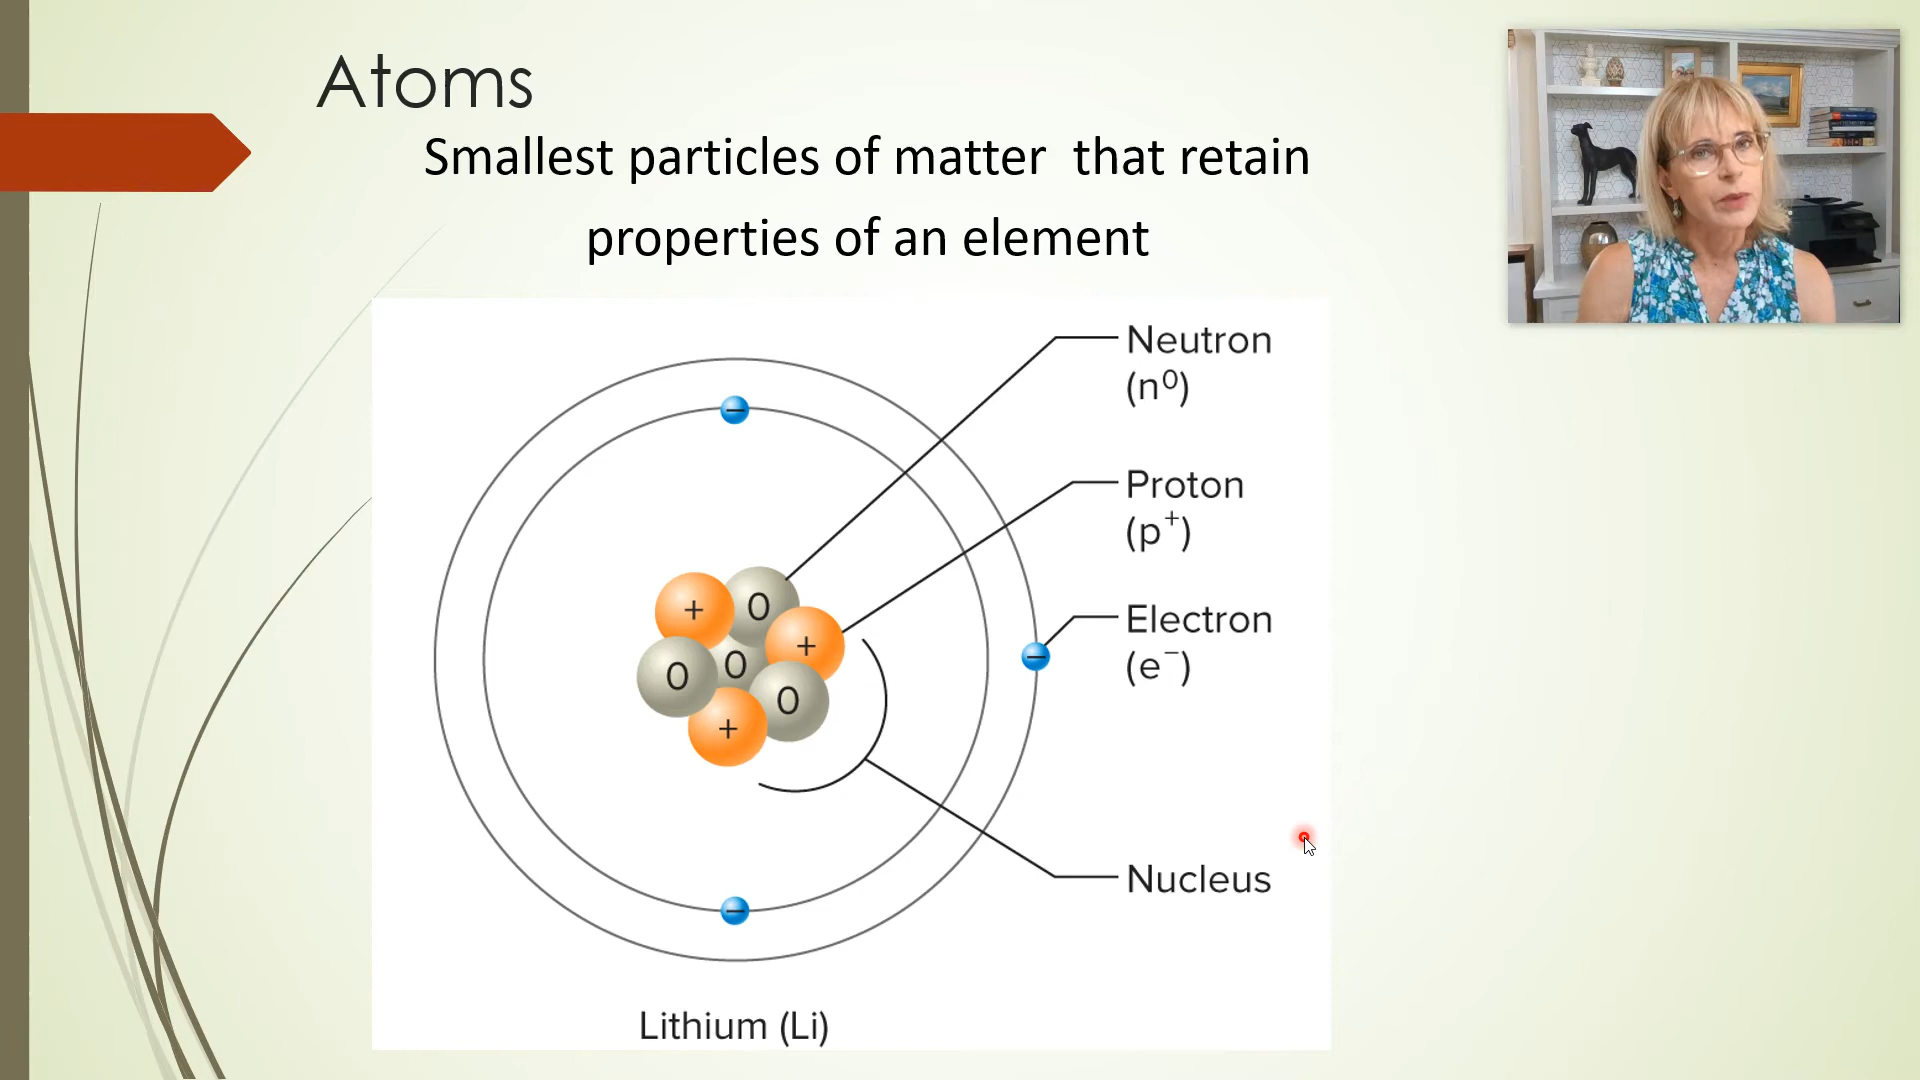 Atoms
Smallest particles of matter  that retain
properties of an element
Neutron
(n⁰)
Proton
(p⁺)
Electron
(e⁻)
Nucleus
−
+
0
+
0
0
0
+
−
−
Lithium (Li)